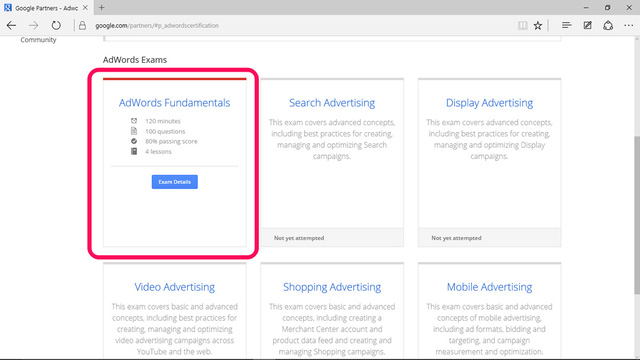 Google Partners - Adwc
google.com/partners/#p_adwordscertification
Community
AdWords Exams
AdWords Fundamentals
120 minutes
100 questions
80% passing score
4 lessons
Exam Details
Search Advertising
This exam covers advanced concepts,
including best practices for creating,
managing and optimizing Search
campaigns.
Not yet attempted
Display Advertising
This exam covers advanced concepts,
including best practices for creating,
managing and optimizing Display
campaigns.
Not yet attempted
Video Advertising
This exam covers basic and advanced
concepts, including best practices for
creating, managing and optimizing
video advertising campaigns across
YouTube and the web.
Shopping Advertising
This exam covers basic and advanced
concepts, including creating a
Merchant Center account and
product data feed and creating and
managing Shopping campaigns.
Mobile Advertising
This exam covers basic and advanced
concepts of mobile advertising,
including ad formats, bidding and
targeting, and campaign
measurement and optimization.